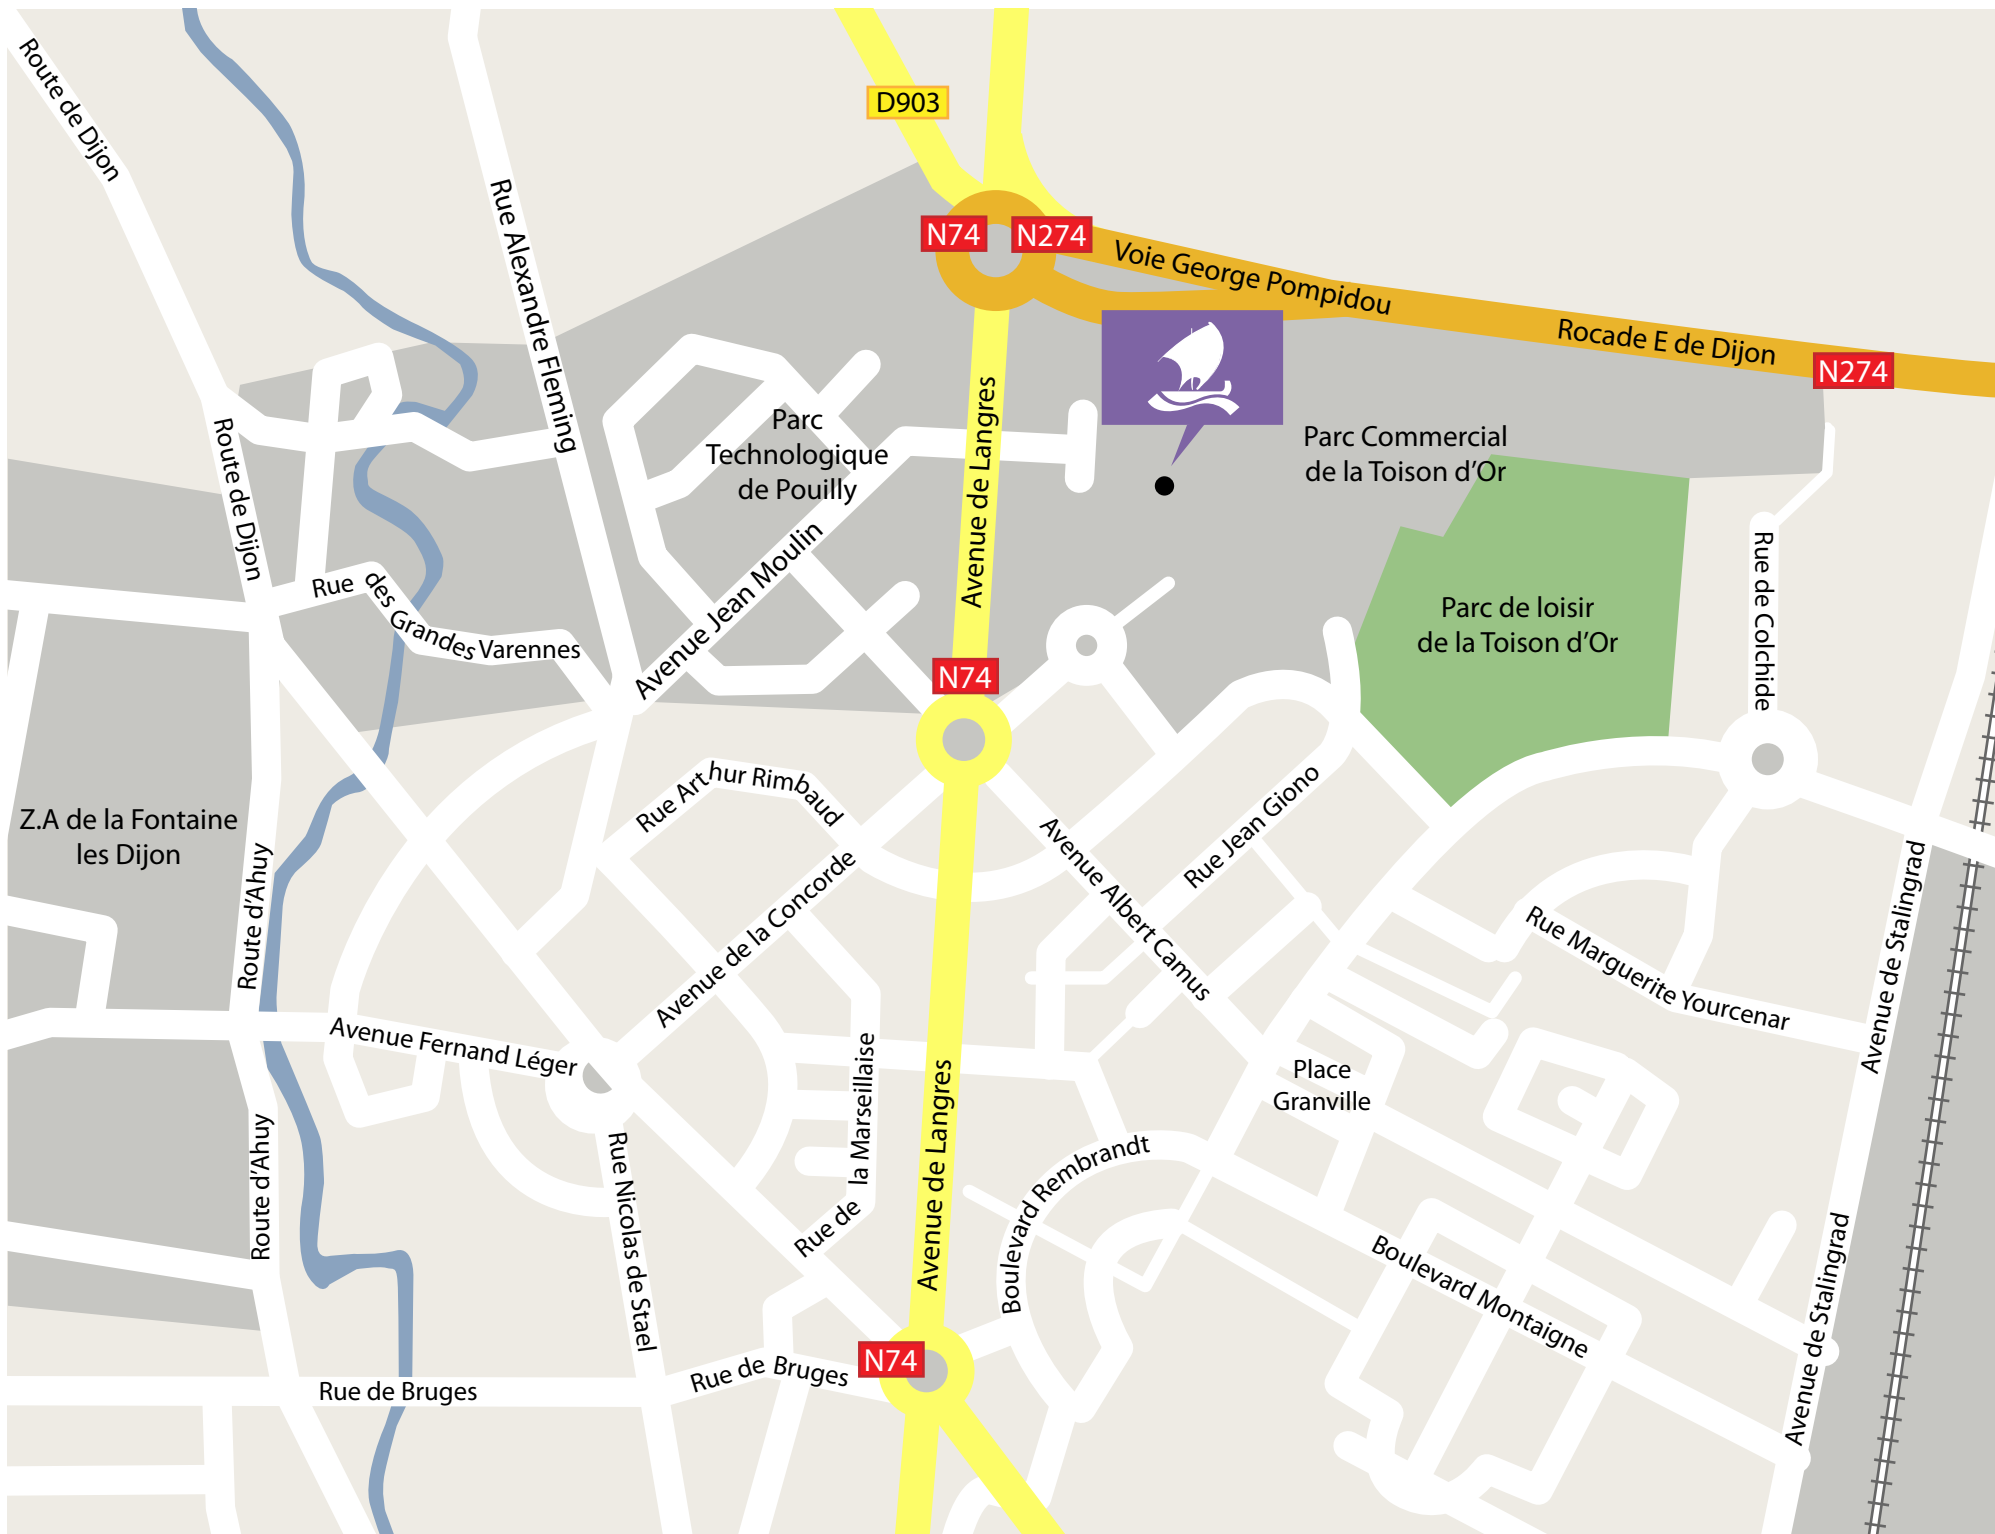 Route de Dijon
D903
Rue Alexandre Fleming
N74
N274
Voie George Pompidou
Rocade E de Dijon
N274
Parc
Technologique
de Pouilly
Avenue de Langres
Parc Commercial
de la Toison d'Or
Route de Dijon
Rue des Grandes Varennes
Avenue Jean Moulin
Parc de loisir
de la Toison d'Or
Rue de Colchide
N74
Rue Arthur Rimbaud
Z.A de la Fontaine
les Dijon
Route d'Ahuy
Avenue de la Concorde
Avenue Albert Camus
Rue Jean Giono
Rue Marguerite Yourcenar
Avenue de Stalingrad
Avenue Fernand Léger
Place
Granville
Route d'Ahuy
Rue Nicolas de Stael
Rue de la Marseillaise
Avenue de Langres
Boulevard Rembrandt
Boulevard Montaigne
Avenue de Stalingrad
N74
Rue de Bruges
Rue de Bruges